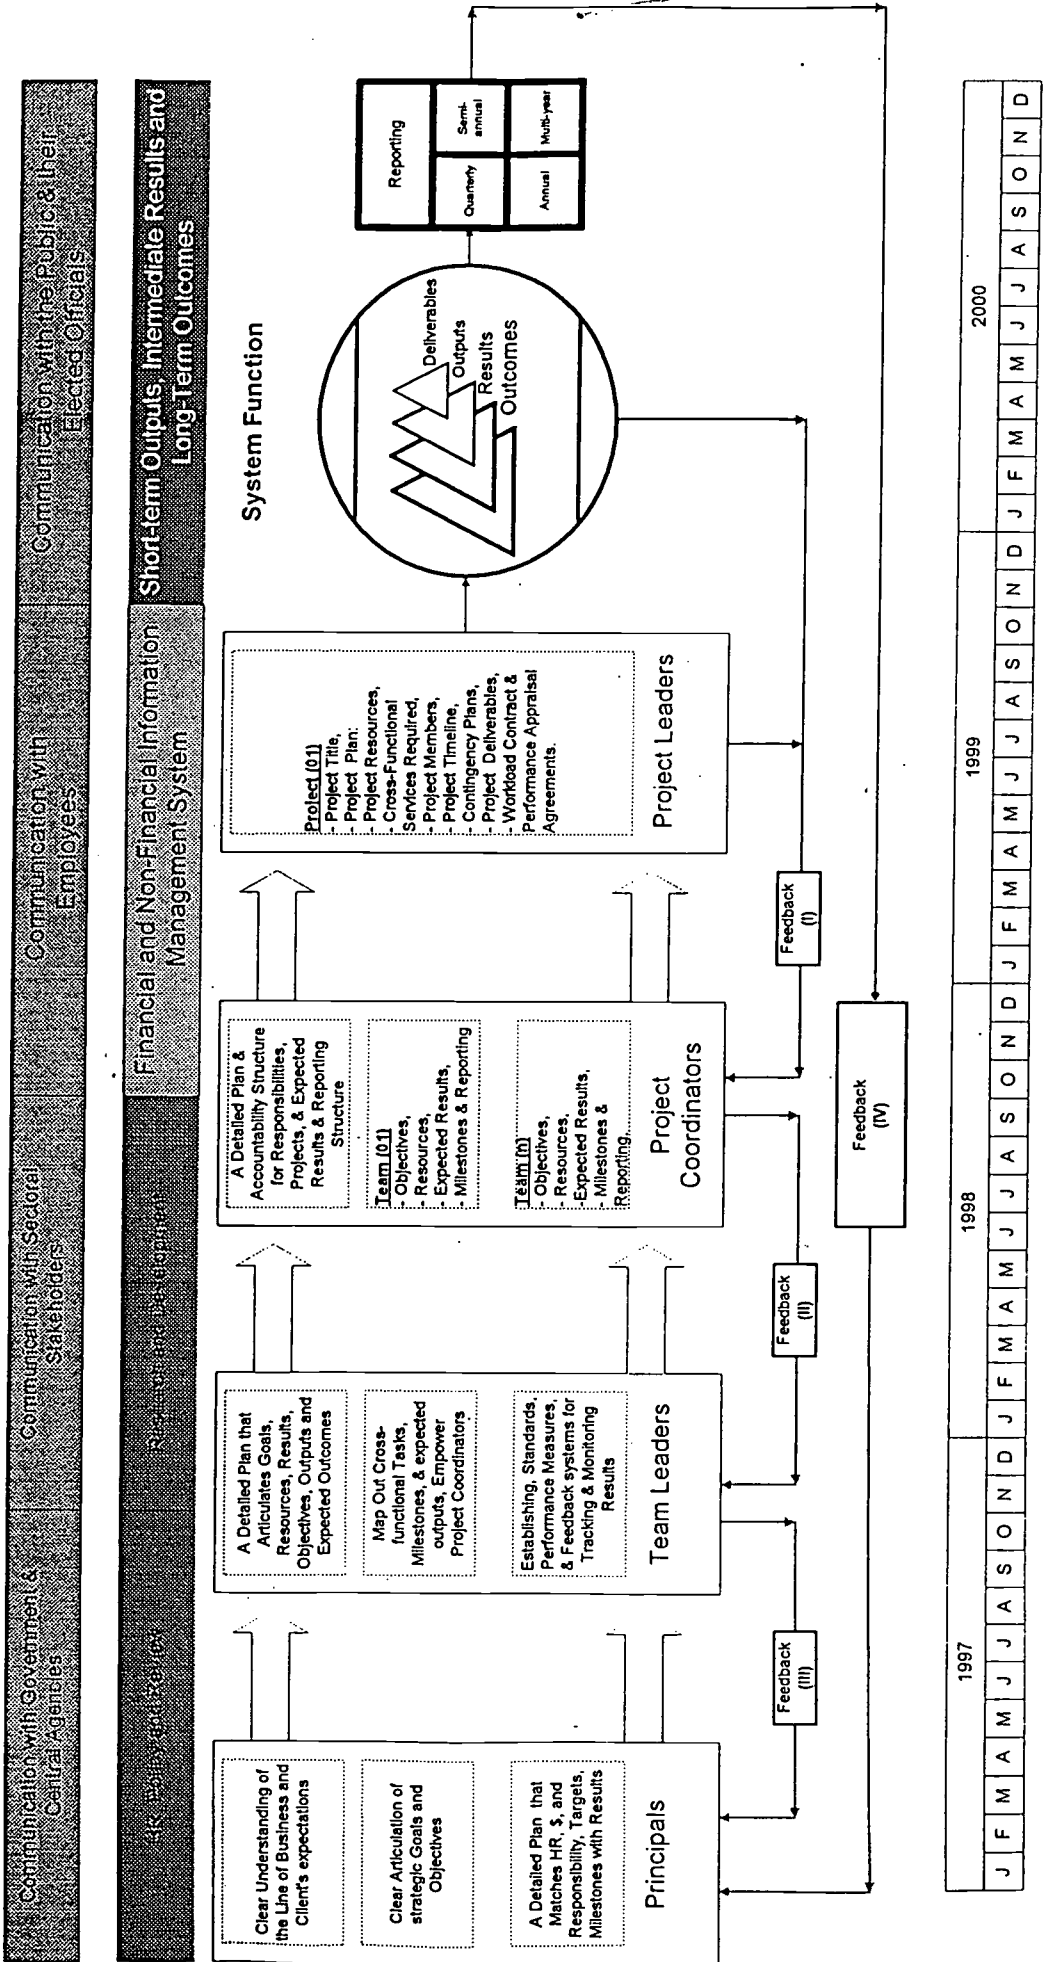 Communication with Government &
Central Agencies
Communication with Sectoral
Stakeholders
Communication with
Employees
Communication with the Public & their
Elected Officials
HR, Policy and Review
Research and Development
Financial and Non-Financial Information
Management System
Short-term Outputs, Intermediate Results and
Long-Term Outcomes
Clear Understanding of
the Line of Business and
Client's expectations
Clear Articulation of
strategic Goals and
Objectives
A Detailed Plan that
Matches HR, $, and
Responsibility, Targets,
Milestones with Results
Principals
A Detailed Plan that
Articulates Goals,
Resources, Results,
Objectives, Outputs and
Expected Outcomes
Map Out Cross-
functional Tasks,
Milestones, & expected
outputs, Empower
Project Coordinators
Establishing, Standards,
Performance Measures,
& Feedback systems for
Tracking & Monitoring
Results
Team Leaders
A Detailed Plan &
Accountability Structure
for Responsibilities,
Projects, & Expected
Results & Reporting
Structure
Team (01)
- Objectives,
- Resources,
- Expected Results,
- Milestones & Reporting
Team (n)
- Objectives,
- Resources.
-Expected Results,
- Milestones &
Reporting
Project
Coordinators
Project (01)
- Project Title,
- Project Plan:
- Project Resources,
- Cross-Functional
Services Required,
- Project Members,
- Project Timeline,
- Contingency Plans,
- Project Deliverables,
- Workload Contract &
Performance Appraisal
Agreements.
Project Leaders
System Function
Deliverables
Outputs
Results
Outcomes
Reporting
Quarterly
Semi-
annual
Annual
Multi-year
Feedback
(III)
Feedback
(II)
Feedback
(I)
Feedback
(IV)
1997
1998
1999
2000
J F M A M J J A S O N D J F M A M J J A S O N D J F M A M J J A S O N D J F M A M J J A S O N D